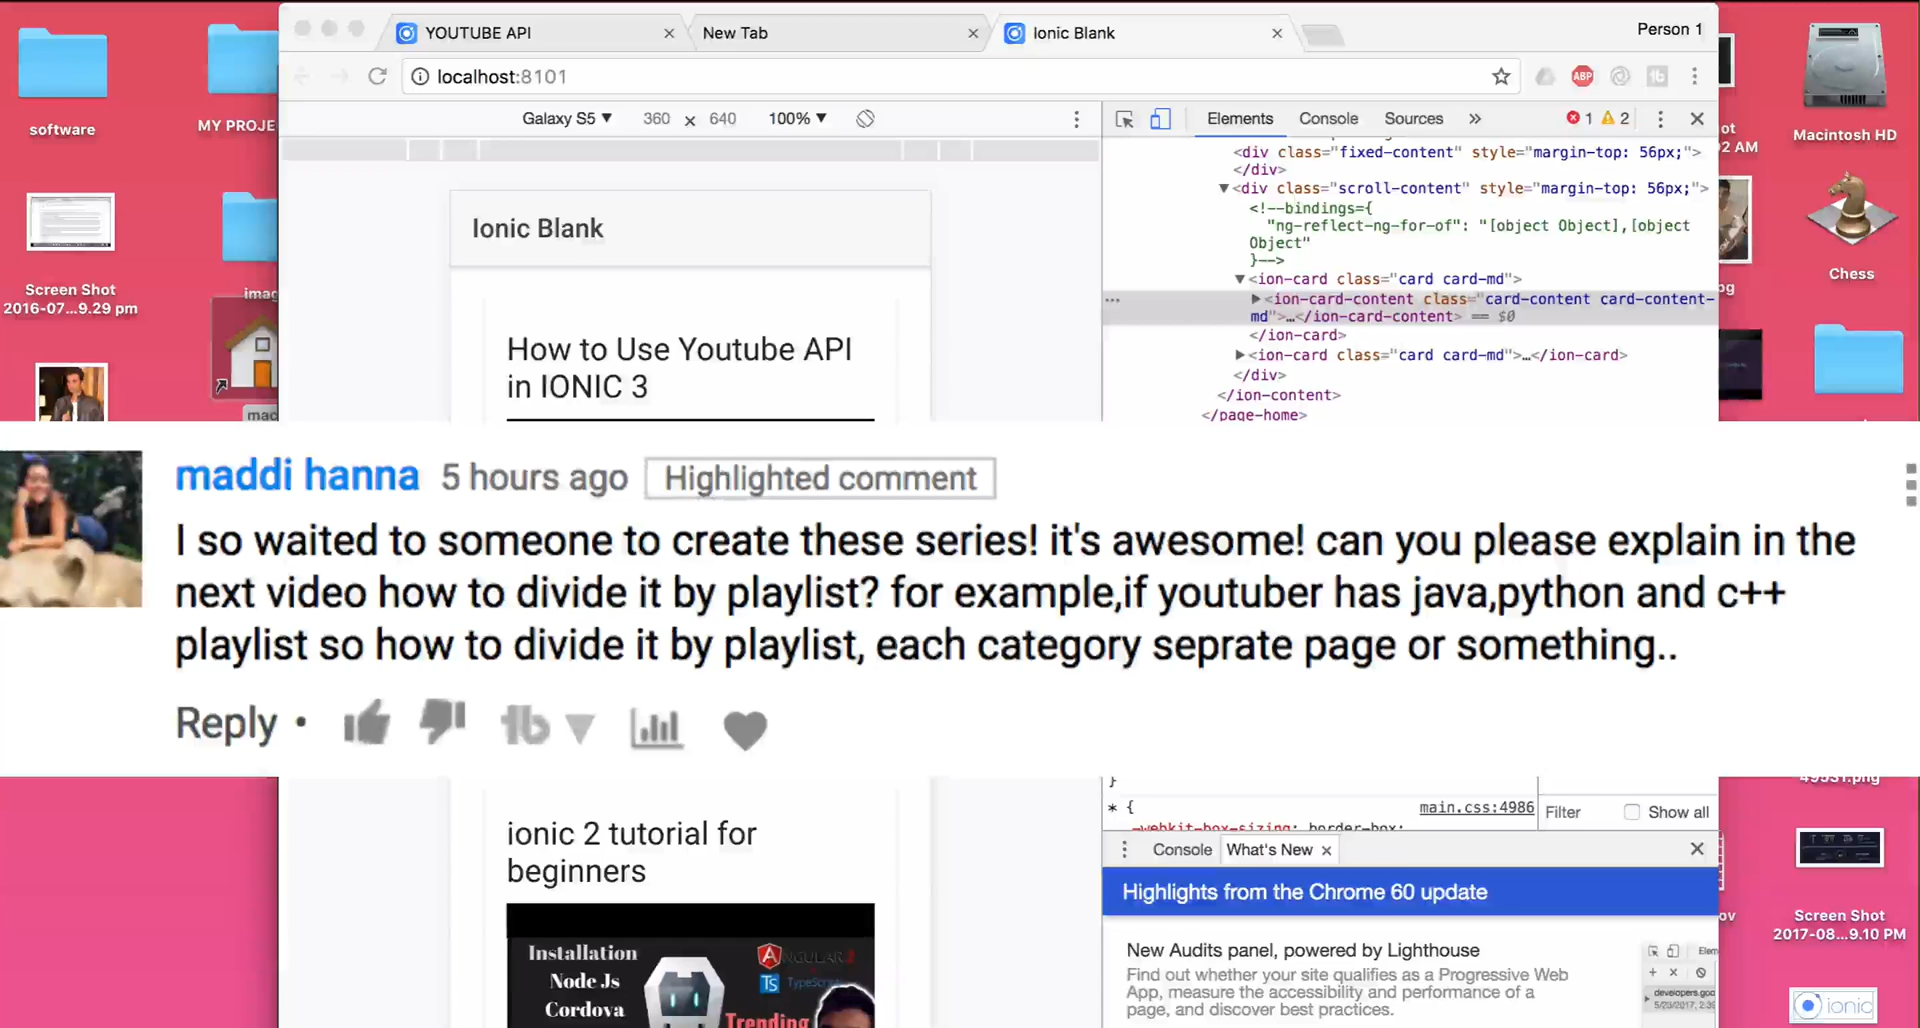 YOUTUBE API
New Tab
Ionic Blank
Person 1
localhost:8101
ABP
Galaxy S5 ▼ 360 × 640 100% ▼
Elements Console Sources » 1 2
software
MY PROJE
Macintosh HD
2 AM
<div class="fixed-content" style="margin-top: 56px;">
</div>
▼<div class="scroll-content" style="margin-top: 56px;">
<!--bindings={
"ng-reflect-ng-for-of": "[object Object],[object
Object"
}-->
▼<ion-card class="card card-md">
▶<ion-card-content class="card-content card-content-
md">…</ion-card-content> == $0
</ion-card>
▶<ion-card class="card card-md">…</ion-card>
</div>
</ion-content>
</page-home>
Ionic Blank
How to Use Youtube API
in IONIC 3
Screen Shot
2016-07...9.29 pm
imag
mac
Chess
maddi hanna 5 hours ago Highlighted comment
I so waited to someone to create these series! it's awesome! can you please explain in the
next video how to divide it by playlist? for example,if youtuber has java,python and c++
playlist so how to divide it by playlist, each category seprate page or something..
Reply •
ionic 2 tutorial for
beginners
Installation
Node Js
Cordova
TS
Trending
}
* { main.css:4986
-webkit-box-sizing: border-box;
Filter Show all
Console What's New ×
Highlights from the Chrome 60 update
New Audits panel, powered by Lighthouse
Find out whether your site qualifies as a Progressive Web
App, measure the accessibility and performance of a
page, and discover best practices.
Screen Shot
2017-08...9.10 PM
ionic